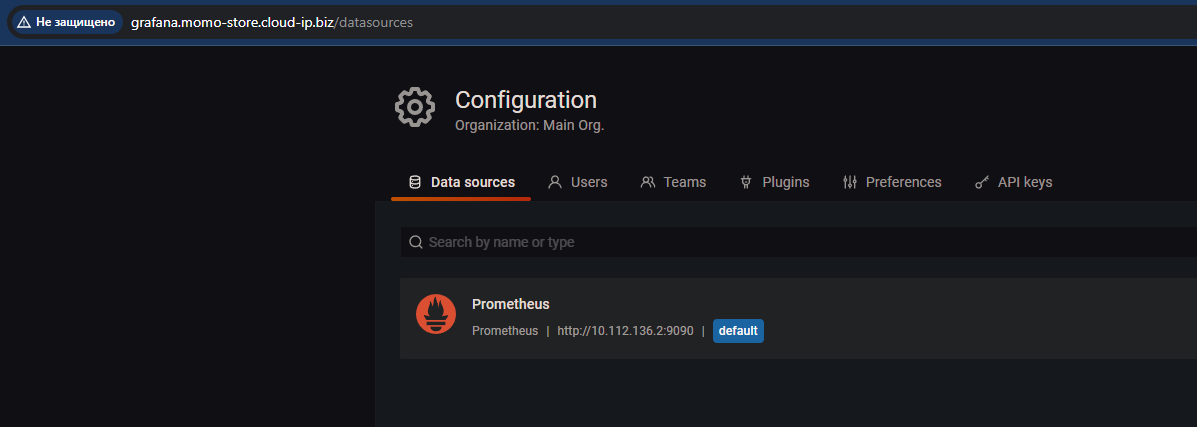 Не защищено grafana.momo-store.cloud-ip.biz/datasources
Configuration
Organization: Main Org.
Data sources Users Teams Plugins Preferences API keys
Search by name or type
Prometheus
Prometheus | http://10.112.136.2:9090 | default